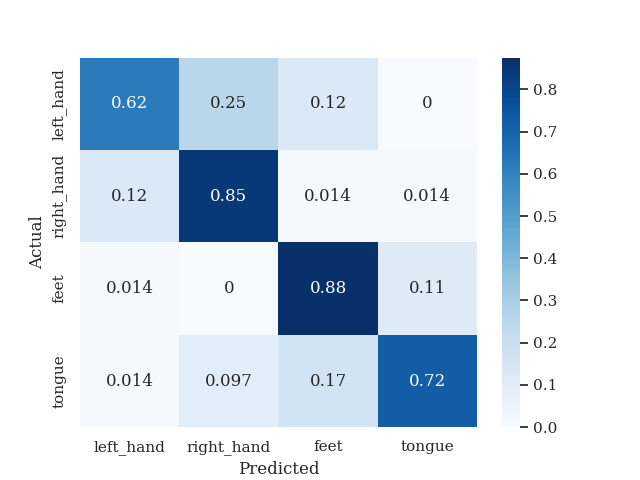 left_hand 0.62 0.25 0.12 0
right_hand 0.12 0.85 0.014 0.014
feet 0.014 0 0.88 0.11
tongue 0.014 0.097 0.17 0.72
left_hand right_hand feet tongue
Actual
Predicted
0.8
0.7
0.6
0.5
0.4
0.3
0.2
0.1
0.0